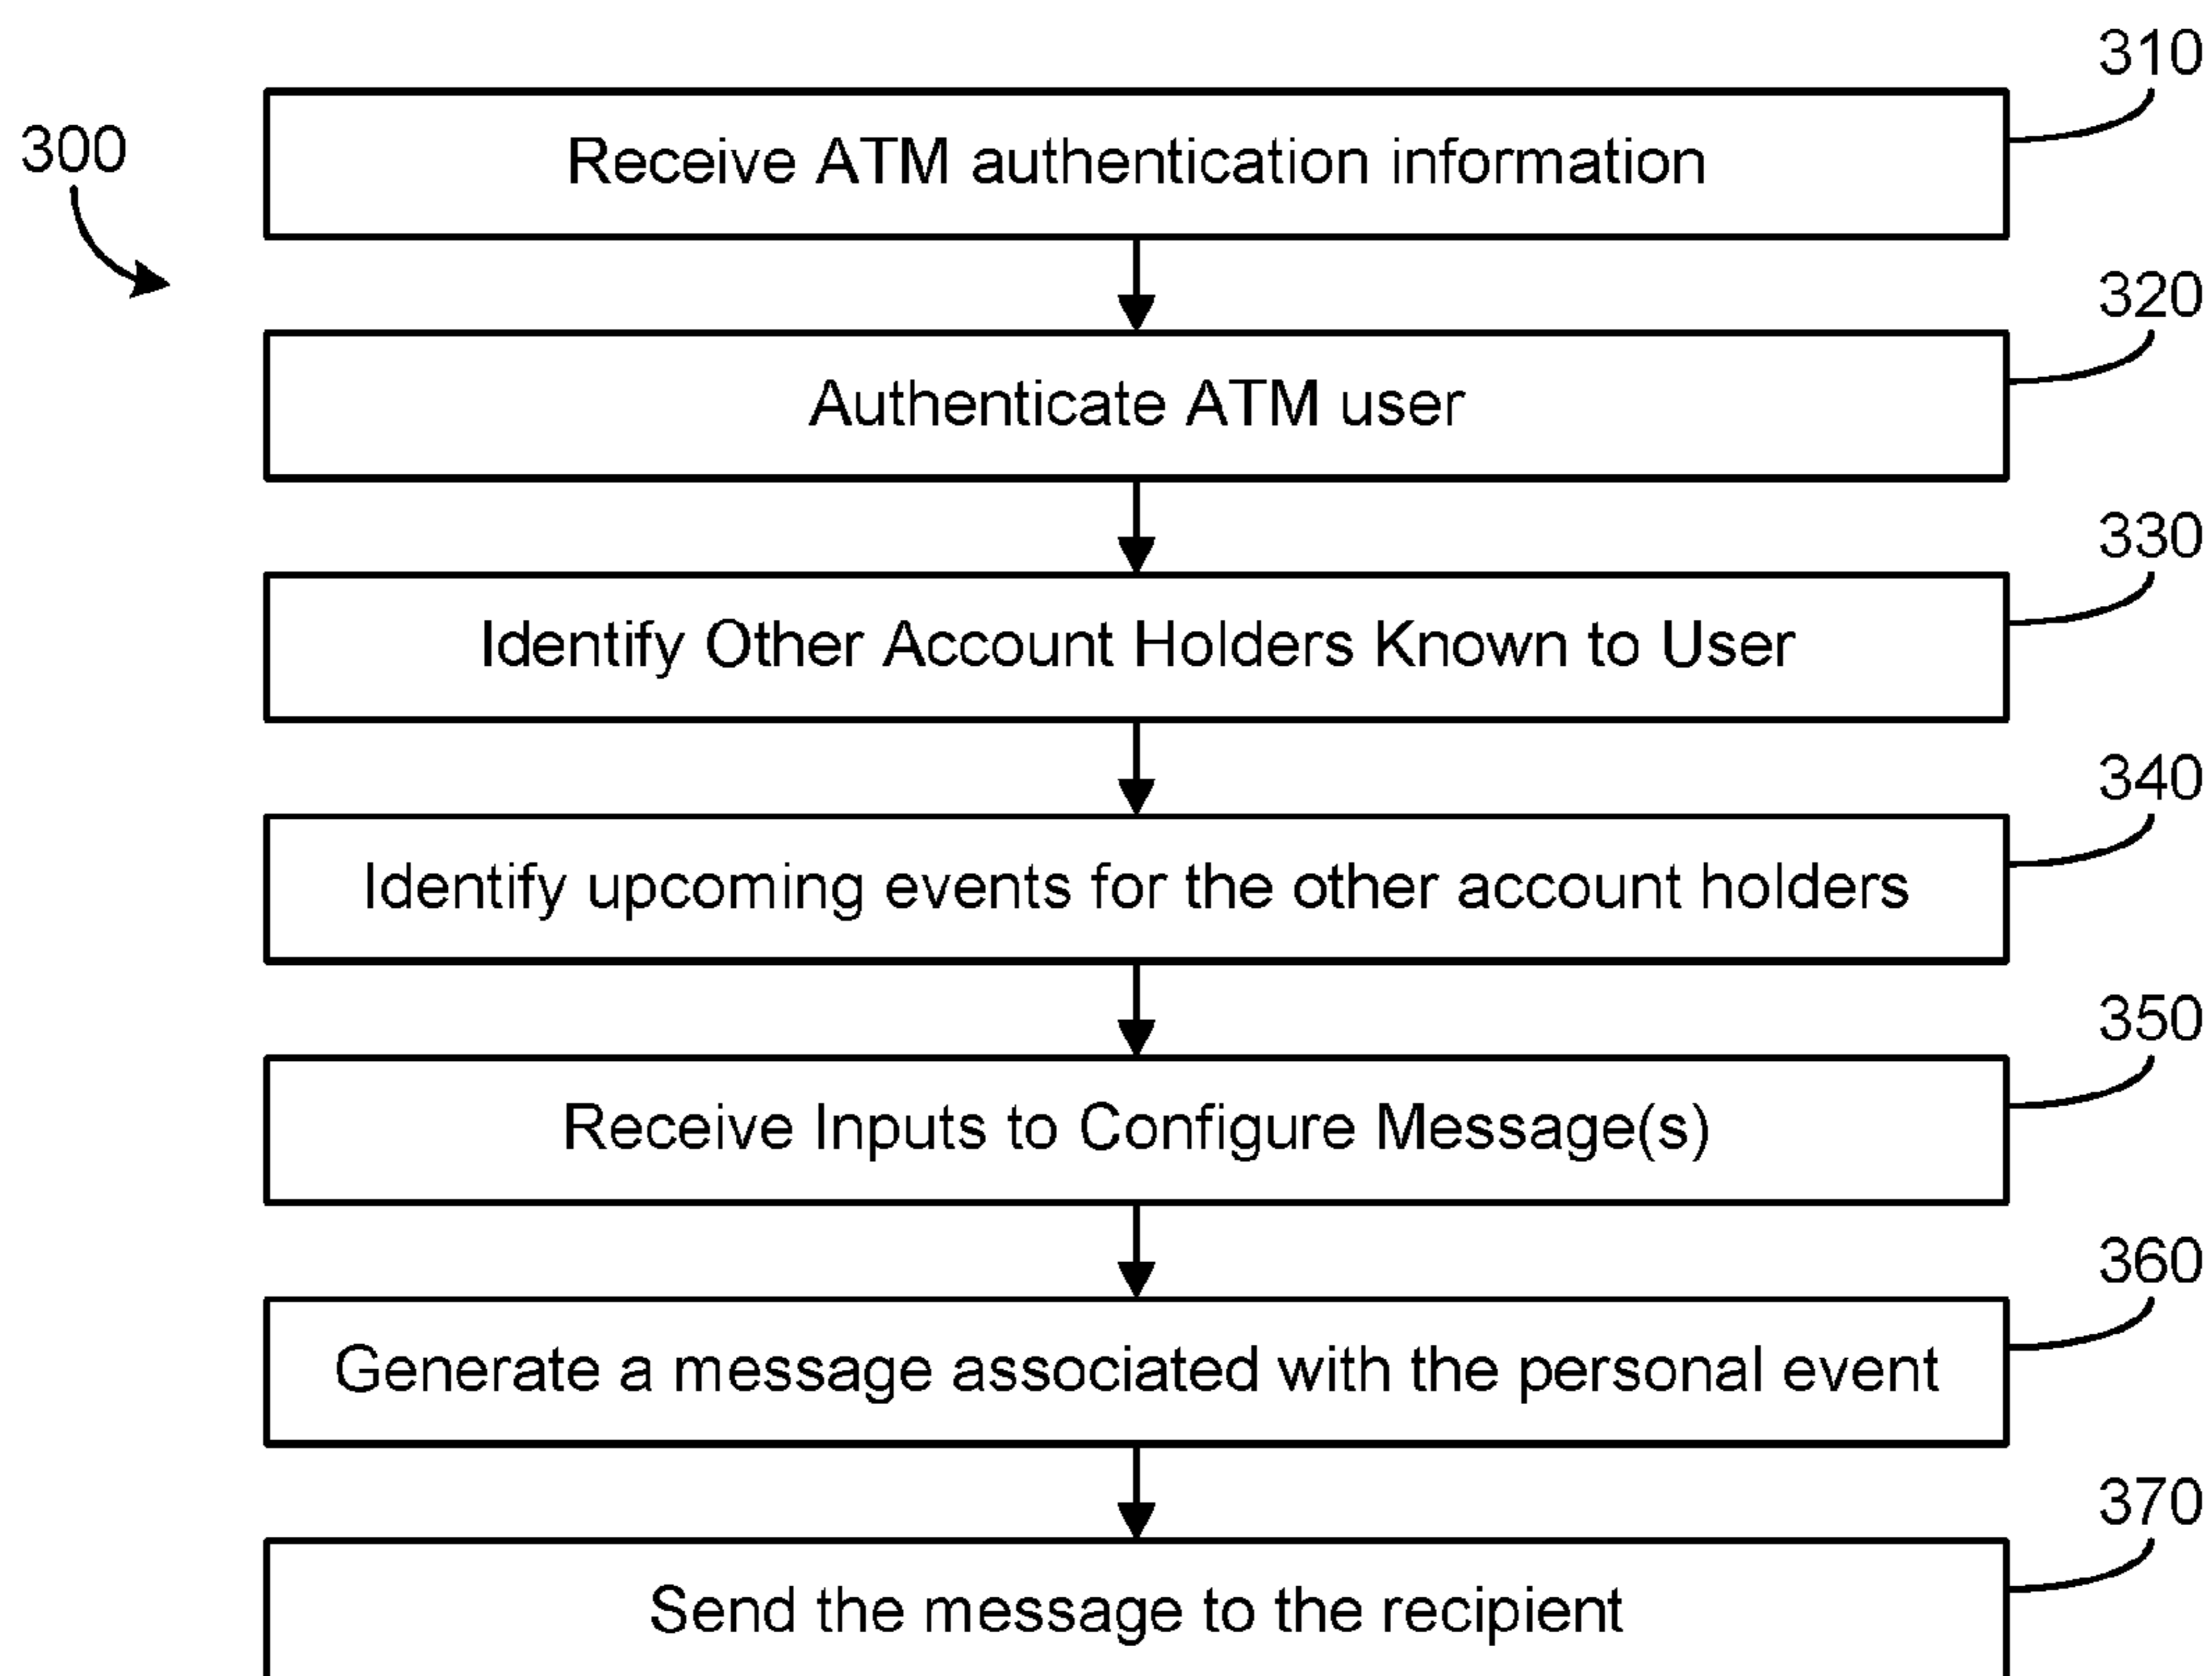 310
300
Receive ATM authentication information
320
Authenticate ATM user
330
Identify Other Account Holders Known to User
340
Identify upcoming events for the other account holders
350
Receive Inputs to Configure Message(s)
360
Generate a message associated with the personal event
370
Send the message to the recipient